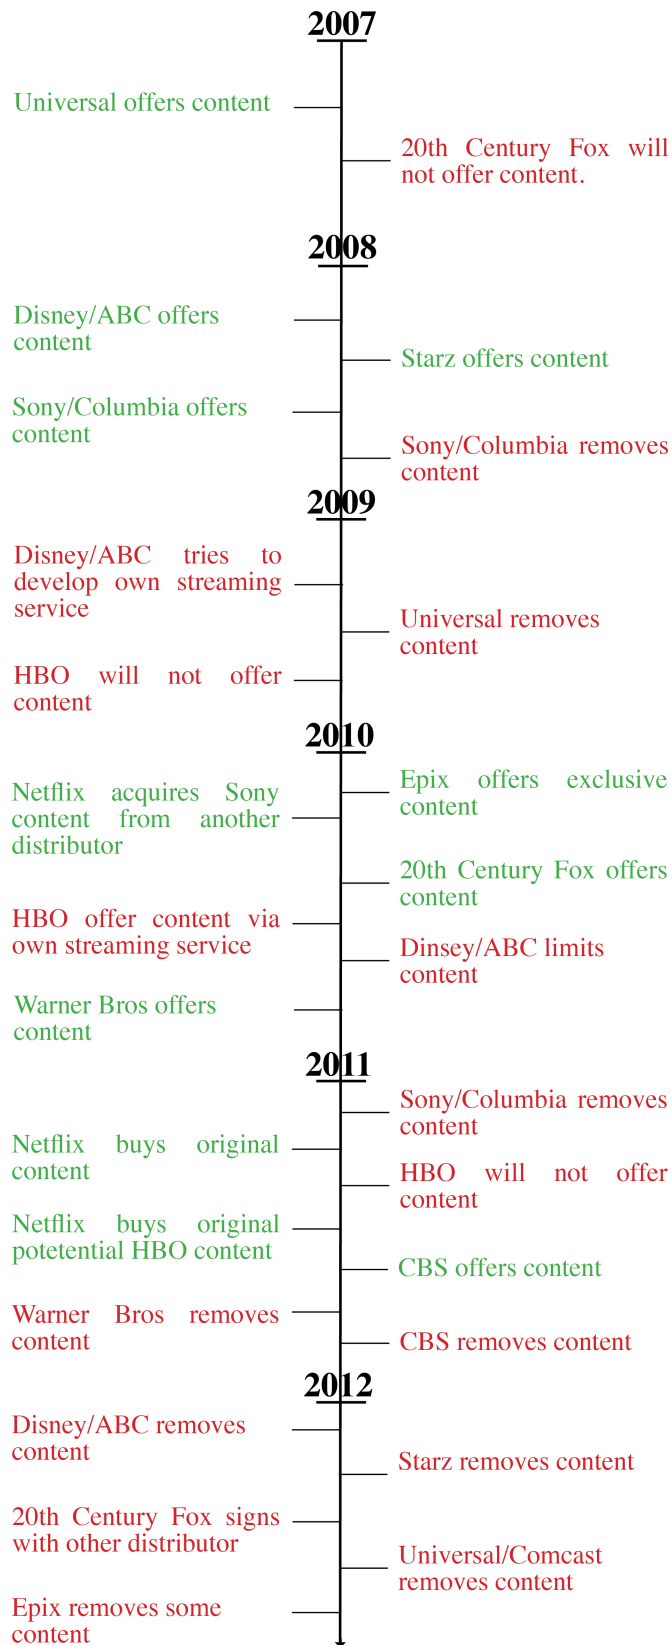 2007
Universal offers content
20th Century Fox will
not offer content.
2008
Disney/ABC offers
content
Starz offers content
Sony/Columbia offers
content
Sony/Columbia removes
content
2009
Disney/ABC tries to
develop own streaming
service
Universal removes
content
HBO will not offer
content
2010
Epix offers exclusive
content
Netflix acquires Sony
content from another
distributor
20th Century Fox offers
content
HBO offer content via
own streaming service
Dinsey/ABC limits
content
Warner Bros offers
content
2011
Sony/Columbia removes
content
Netflix buys original
content
HBO will not offer
content
Netflix buys original
potetential HBO content
CBS offers content
Warner Bros removes
content
CBS removes content
2012
Disney/ABC removes
content
Starz removes content
20th Century Fox signs
with other distributor
Universal/Comcast
removes content
Epix removes some
content